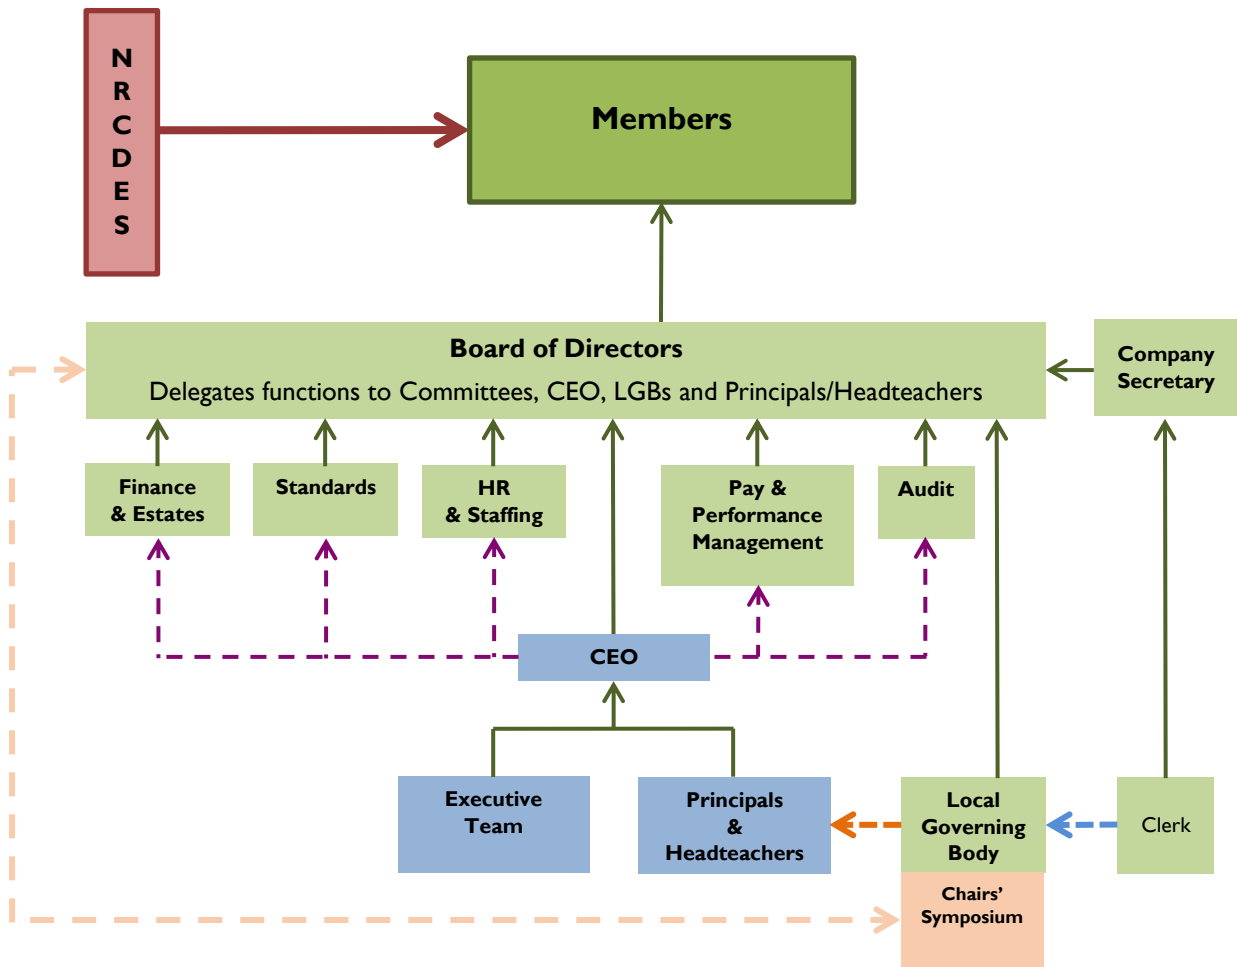 N
R
C
D
E
S
Members
Board of Directors
Delegates functions to Committees, CEO, LGBs and Principals/Headteachers
Company
Secretary
Finance
& Estates
Standards
HR
& Staffing
Pay &
Performance
Management
Audit
CEO
Executive
Team
Principals
&
Headteachers
Local
Governing
Body
Clerk
Chairs’
Symposium